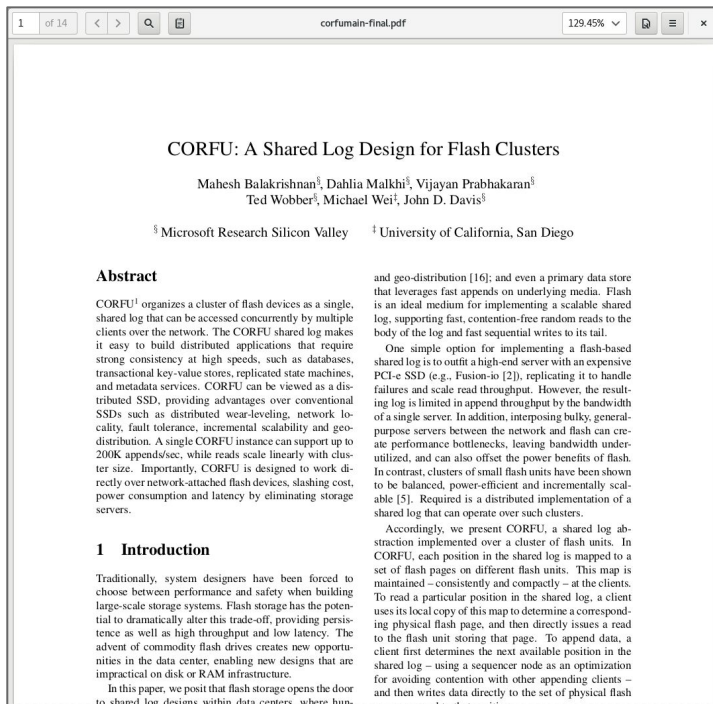 1 of 14
corfumain-final.pdf
129.45%
CORFU: A Shared Log Design for Flash Clusters
Mahesh Balakrishnan§, Dahlia Malkhi§, Vijayan Prabhakaran§
Ted Wobber§, Michael Wei‡, John D. Davis§
§ Microsoft Research Silicon Valley ‡ University of California, San Diego
Abstract
CORFU1 organizes a cluster of flash devices as a single,
shared log that can be accessed concurrently by multiple
clients over the network. The CORFU shared log makes
it easy to build distributed applications that require
strong consistency at high speeds, such as databases,
transactional key-value stores, replicated state machines,
and metadata services. CORFU can be viewed as a dis-
tributed SSD, providing advantages over conventional
SSDs such as distributed wear-leveling, network lo-
cality, fault tolerance, incremental scalability and geo-
distribution. A single CORFU instance can support up to
200K appends/sec, while reads scale linearly with clus-
ter size. Importantly, CORFU is designed to work di-
rectly over network-attached flash devices, slashing cost,
power consumption and latency by eliminating storage
servers.
1 Introduction
Traditionally, system designers have been forced to
choose between performance and safety when building
large-scale storage systems. Flash storage has the poten-
tial to dramatically alter this trade-off, providing persis-
tence as well as high throughput and low latency. The
advent of commodity flash drives creates new opportu-
nities in the data center, enabling new designs that are
impractical on disk or RAM infrastructure.
In this paper, we posit that flash storage opens the door
to shared log designs within data centers, where hun-
and geo-distribution [16]; and even a primary data store
that leverages fast appends on underlying media. Flash
is an ideal medium for implementing a scalable shared
log, supporting fast, contention-free random reads to the
body of the log and fast sequential writes to its tail.
One simple option for implementing a flash-based
shared log is to outfit a high-end server with an expensive
PCI-e SSD (e.g., Fusion-io [2]), replicating it to handle
failures and scale read throughput. However, the result-
ing log is limited in append throughput by the bandwidth
of a single server. In addition, interposing bulky, general-
purpose servers between the network and flash can cre-
ate performance bottlenecks, leaving bandwidth under-
utilized, and can also offset the power benefits of flash.
In contrast, clusters of small flash units have been shown
to be balanced, power-efficient and incrementally scal-
able [5]. Required is a distributed implementation of a
shared log that can operate over such clusters.
Accordingly, we present CORFU, a shared log ab-
straction implemented over a cluster of flash units. In
CORFU, each position in the shared log is mapped to a
set of flash pages on different flash units. This map is
maintained – consistently and compactly – at the clients.
To read a particular position in the shared log, a client
uses its local copy of this map to determine a correspond-
ing physical flash page, and then directly issues a read
to the flash unit storing that page. To append data, a
client first determines the next available position in the
shared log – using a sequencer node as an optimization
for avoiding contention with other appending clients –
and then writes data directly to the set of physical flash